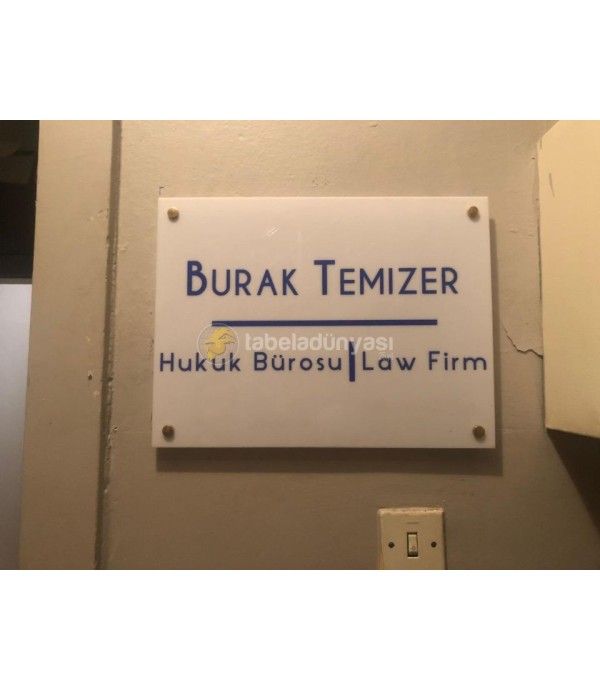 BURAK TEMIZER
tabeladünyası
Hukuk Bürosu | Law Firm